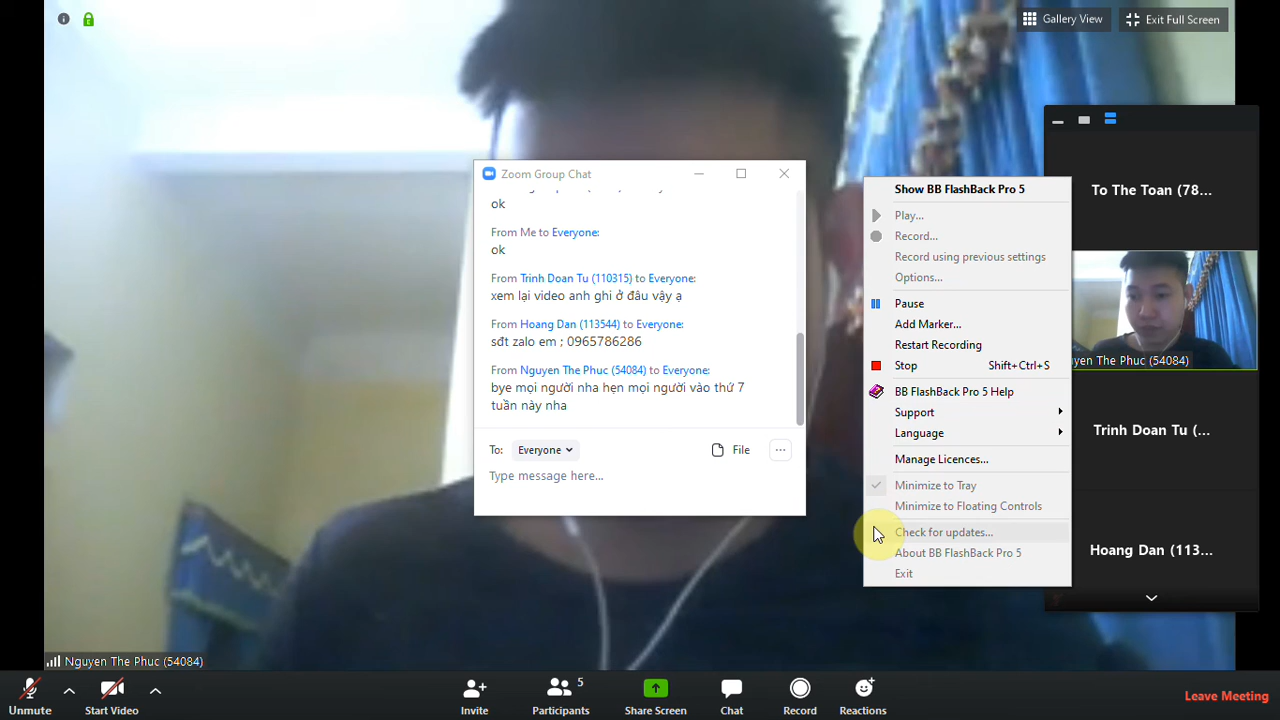 Gallery View
Exit Full Screen
Zoom Group Chat
ok
From Me to Everyone:
ok
From Trinh Doan Tu (110315) to Everyone:
xem lại video anh ghi ở đâu vậy ạ
From Hoang Dan (113544) to Everyone:
sđt zalo em ; 0965786286
From Nguyen The Phuc (54084) to Everyone:
bye mọi người nha hẹn mọi người vào thứ 7
tuần này nha
To: Everyone
File
...
Type message here...
Show BB FlashBack Pro 5
Play...
Record...
Record using previous settings
Options...
Pause
Add Marker...
Restart Recording
Stop Shift+Ctrl+S
BB FlashBack Pro 5 Help
Support
Language
Manage Licences...
Minimize to Tray
Minimize to Floating Controls
Check for updates...
About BB FlashBack Pro 5
Exit
To The Toan (78...
yen The Phuc (54084)
Trinh Doan Tu (...
Hoang Dan (113...
Nguyen The Phuc (54084)
Unmute
Start Video
Invite
Participants 5
Share Screen
Chat
Record
Reactions
Leave Meeting